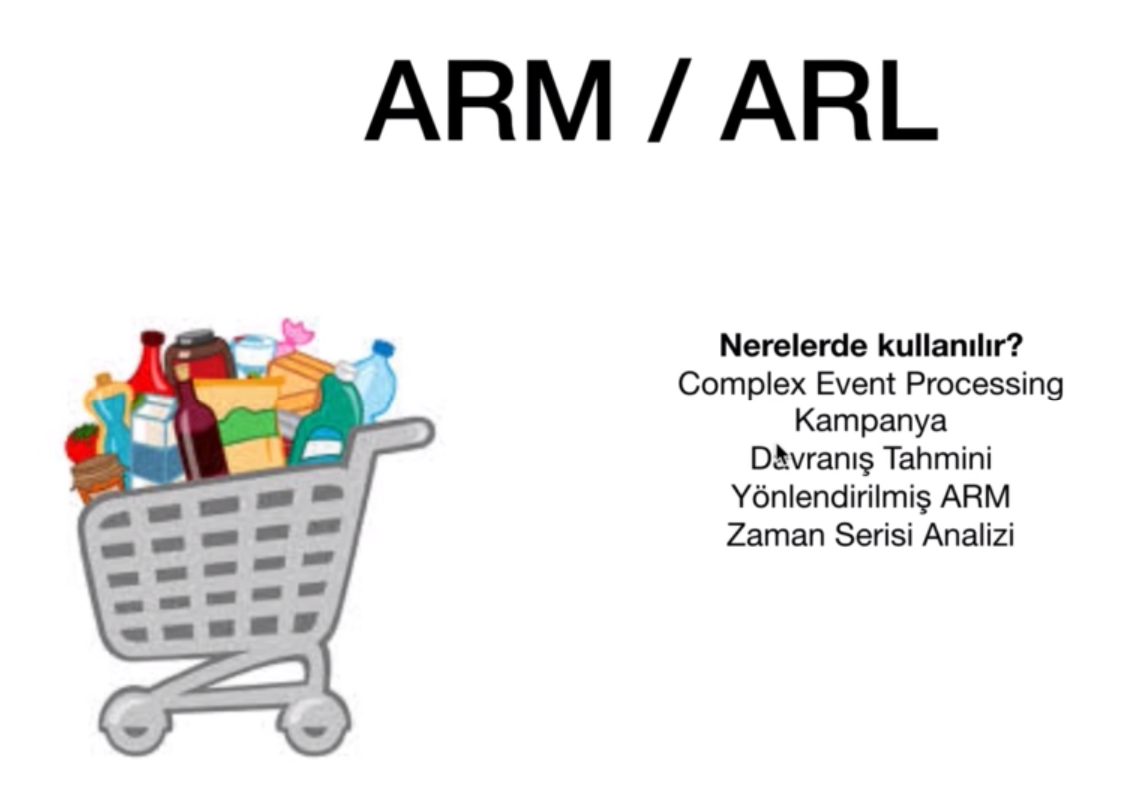 ARM / ARL
Nerelerde kullanılır?
Complex Event Processing
Kampanya
Davranış Tahmini
Yönlendirilmiş ARM
Zaman Serisi Analizi